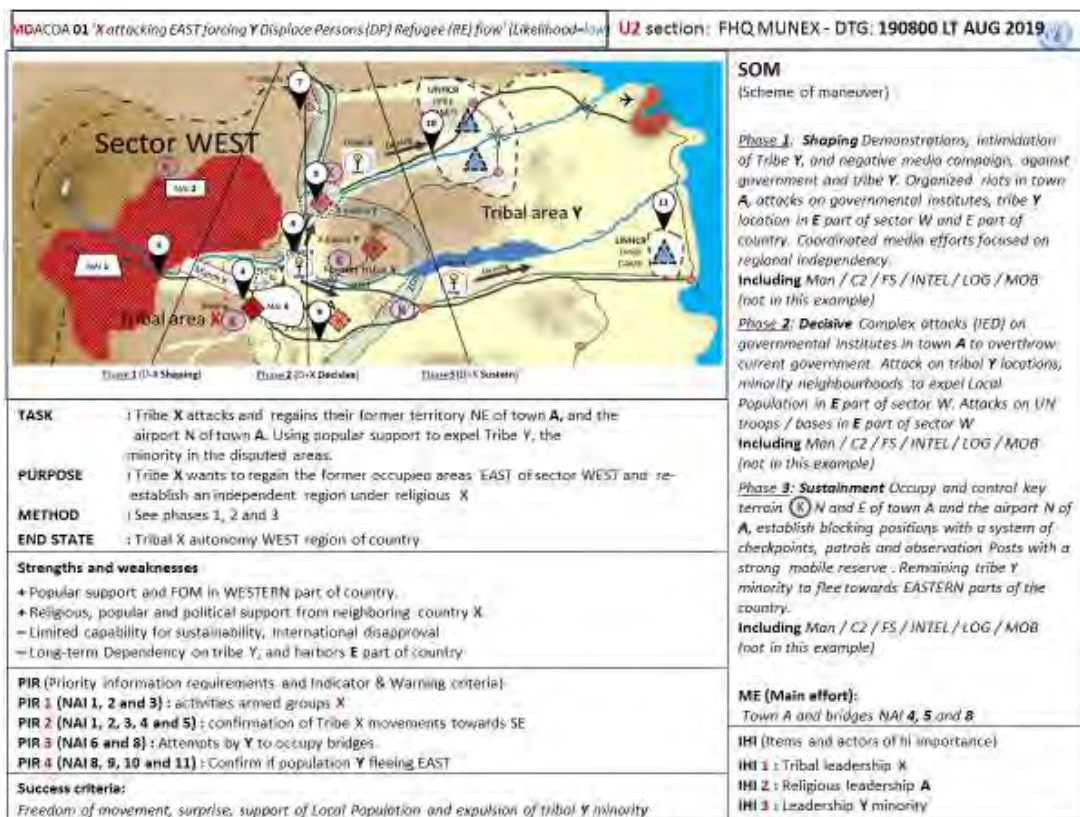 MDACOA 01 'X attacking EAST forcing Y Displace Persons (DP) Refugee (RE) flow' (Likelihood=low)
U2 section: FHQ MUNEX - DTG: 190800 LT AUG 2019
Sector WEST
Tribal area Y
Tribal area X
NAI 2
NAI 1
UNHCR
UNHCR
7
10
11
9
Phase 1 (D-X Shaping)
Phase 2 (D+X Decisive)
Phase 3 (D+X Sustain)
TASK : Tribe X attacks and regains their former territory NE of town A, and the
airport N of town A. Using popular support to expel Tribe Y, the
minority in the disputed areas.
PURPOSE : Tribe X wants to regain the former occupied areas EAST of sector WEST and re-
establish an independent region under religious X
METHOD : See phases 1, 2 and 3
END STATE : Tribal X autonomy WEST region of country
Strengths and weaknesses
+ Popular support and FOM in WESTERN part of country.
+ Religious, popular and political support from neighboring country X
– Limited capability for sustainability, International disapproval
– Long-term Dependency on tribe Y, and harbors E part of country
PIR (Priority information requirements and Indicator & Warning criteria)
PIR 1 (NAI 1, 2 and 3) : activities armed groups X
PIR 2 (NAI 1, 2, 3, 4 and 5) : confirmation of Tribe X movements towards SE
PIR 3 (NAI 6 and 8) : Attempts by Y to occupy bridges
PIR 4 (NAI 8, 9, 10 and 11) : Confirm if population Y fleeing EAST
Success criteria:
Freedom of movement, surprise, support of Local Population and expulsion of tribal Y minority
SOM
(Scheme of maneuver)
Phase 1: Shaping Demonstrations, intimidation
of Tribe Y, and negative media campaign, against
government and tribe Y. Organized riots in town
A, attacks on governmental institutes, tribe Y
location in E part of sector W and E part of
country. Coordinated media efforts focused on
regional independency.
Including Man / C2 / FS / INTEL / LOG / MOB
(not in this example)
Phase 2: Decisive Complex attacks (IED) on
governmental institutes in town A to overthrow
current government. Attack on tribal Y locations,
minority neighbourhoods to expel Local
Population in E part of sector W. Attacks on UN
troops / bases in E part of sector W
Including Man / C2 / FS / INTEL / LOG / MOB
(not in this example)
Phase 3: Sustainment Occupy and control key
terrain K N and E of town A and the airport N of
A, establish blocking positions with a system of
checkpoints, patrols and observation Posts with a
strong mobile reserve . Remaining tribe Y
minority to flee towards EASTERN parts of the
country.
Including Man / C2 / FS / INTEL / LOG / MOB
(not in this example)
ME (Main effort):
Town A and bridges NAI 4, 5 and 8
IHI (Items and actors of hi importance)
IHI 1 : Tribal leadership X
IHI 2 : Religious leadership A
IHI 3 : Leadership Y minority